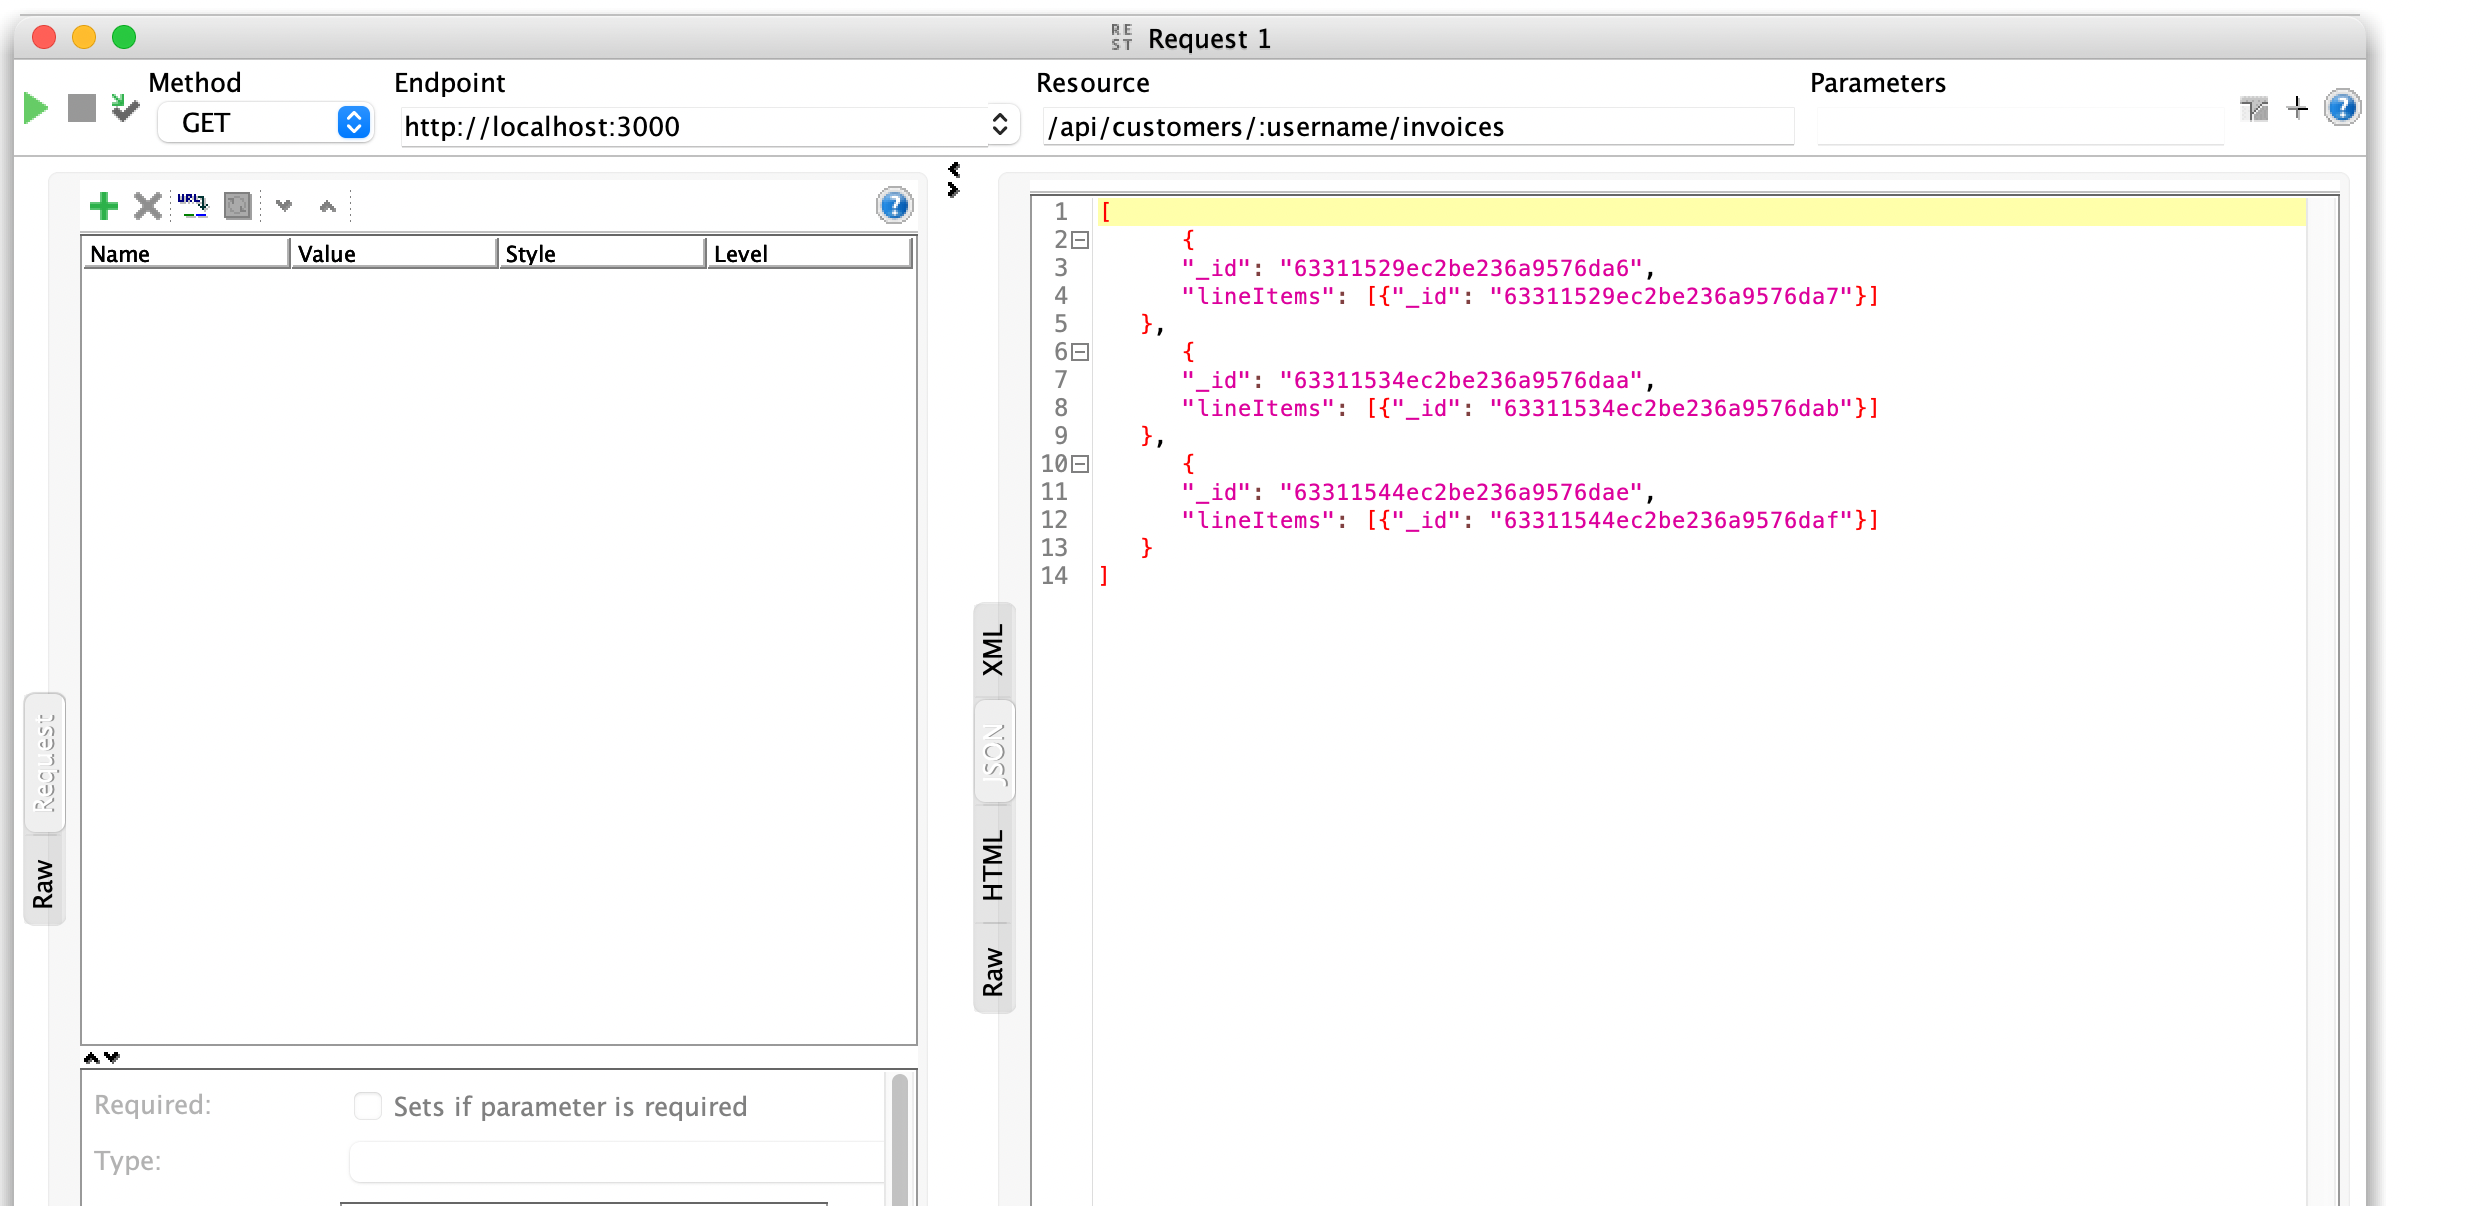 REST Request 1
Method Endpoint Resource Parameters
GET http://localhost:3000 /api/customers/:username/invoices
URL
Name Value Style Level
1 [
2 {
3 "_id": "63311529ec2be236a9576da6",
4 "lineItems": [{"_id": "63311529ec2be236a9576da7"}]
5 },
6 {
7 "_id": "63311534ec2be236a9576daa",
8 "lineItems": [{"_id": "63311534ec2be236a9576dab"}]
9 },
10 {
11 "_id": "63311544ec2be236a9576dae",
12 "lineItems": [{"_id": "63311544ec2be236a9576daf"}]
13 }
14 ]
XML
JSON
HTML
Raw
Request
Raw
Required: Sets if parameter is required
Type: